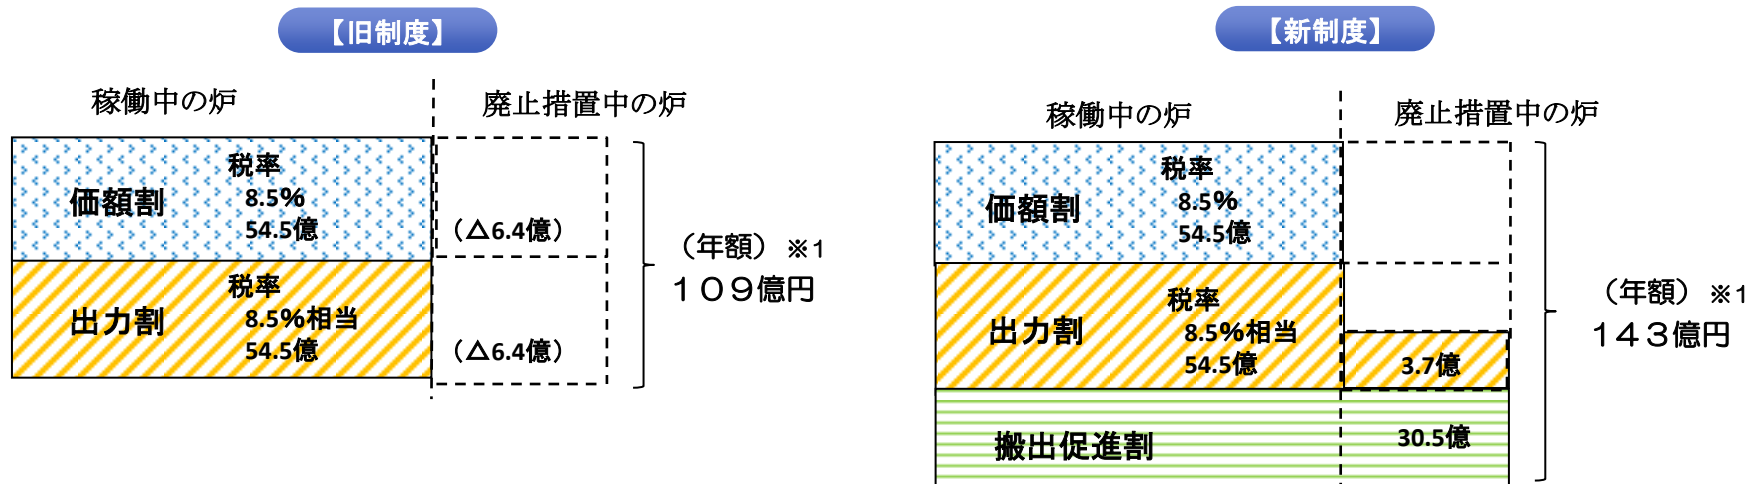 【旧制度】
稼働中の炉
廃止措置中の炉
価額割
税率
8.5%
54.5億
（△6.4億）
出力割
税率
8.5%相当
54.5億
（△6.4億）
（年額）※1
１０９億円
【新制度】
稼働中の炉
廃止措置中の炉
価額割
税率
8.5%
54.5億
出力割
税率
8.5%相当
54.5億
3.7億
搬出促進割
30.5億
（年額）※1
１４３億円